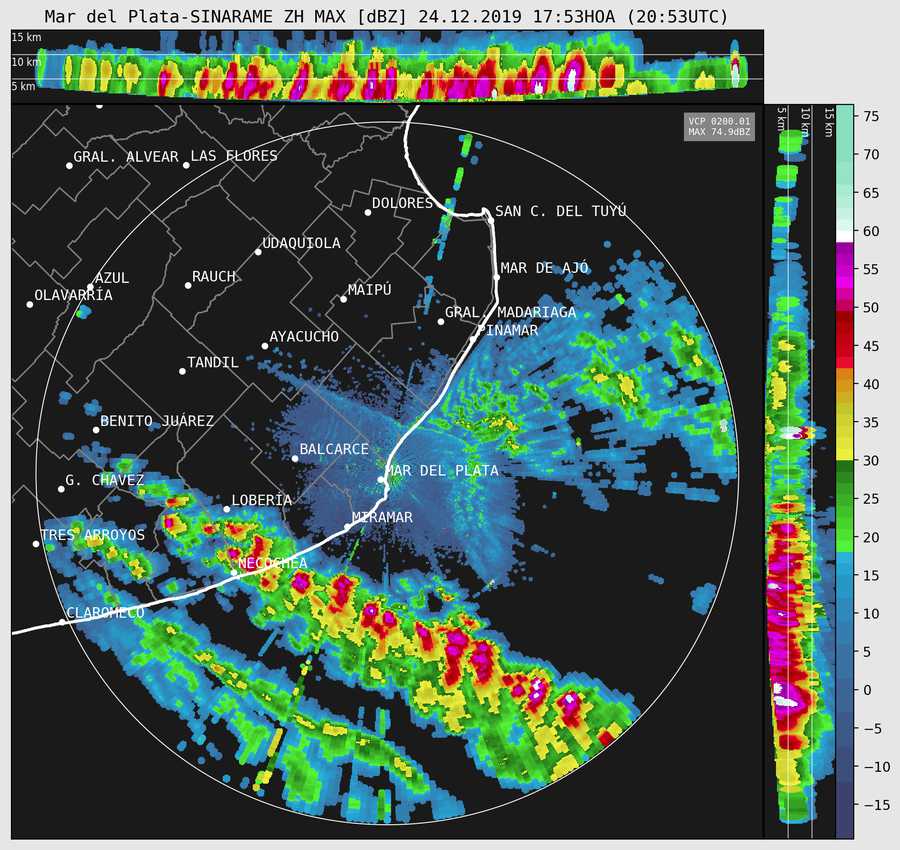 Mar del Plata-SINARAME ZH MAX [dBZ] 24.12.2019 17:53HOA (20:53UTC)
15 km
10 km
5 km
5 km
10 km
15 km
VCP 0200.01
MAX 74.9dBZ
GRAL. ALVEAR
LAS FLORES
DOLORES
SAN C. DEL TUYÚ
UDAQUIOLA
AZUL
RAUCH
MAR DE AJÓ
OLAVARRÍA
MAIPÚ
GRAL. MADARIAGA
PINAMAR
AYACUCHO
TANDIL
BENITO JUÁREZ
BALCARCE
MAR DEL PLATA
G. CHAVEZ
LOBERÍA
MIRAMAR
TRES ARROYOS
NECOCHEA
CLAROMECO
75
70
65
60
55
50
45
40
35
30
25
20
15
10
5
0
−5
−10
−15